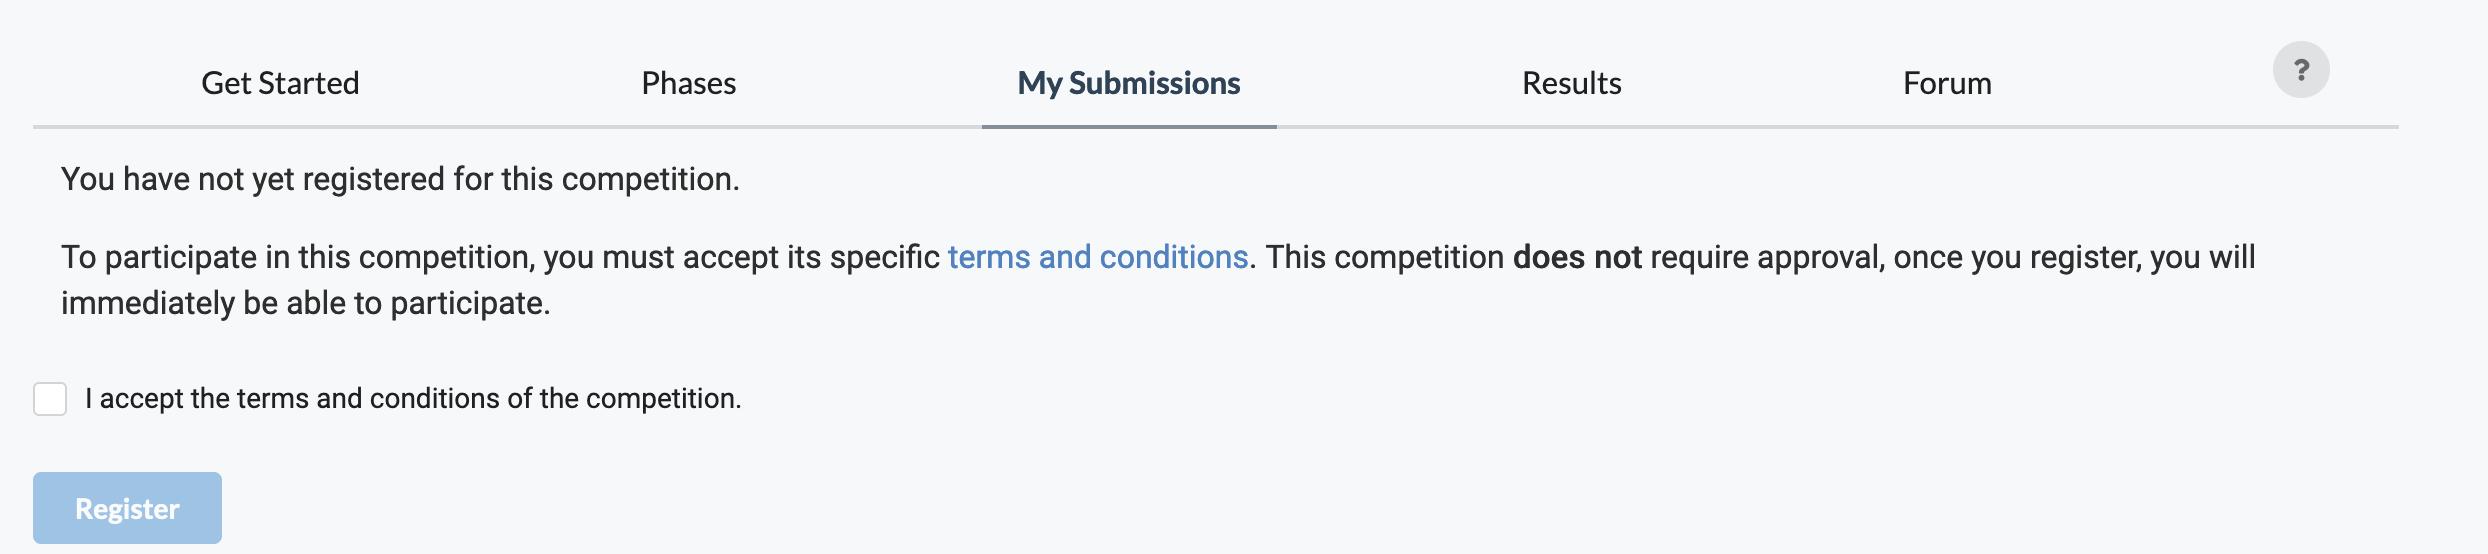 Get Started Phases My Submissions Results Forum ?
You have not yet registered for this competition.
To participate in this competition, you must accept its specific terms and conditions. This competition does not require approval, once you register, you will
immediately be able to participate.
I accept the terms and conditions of the competition.
Register